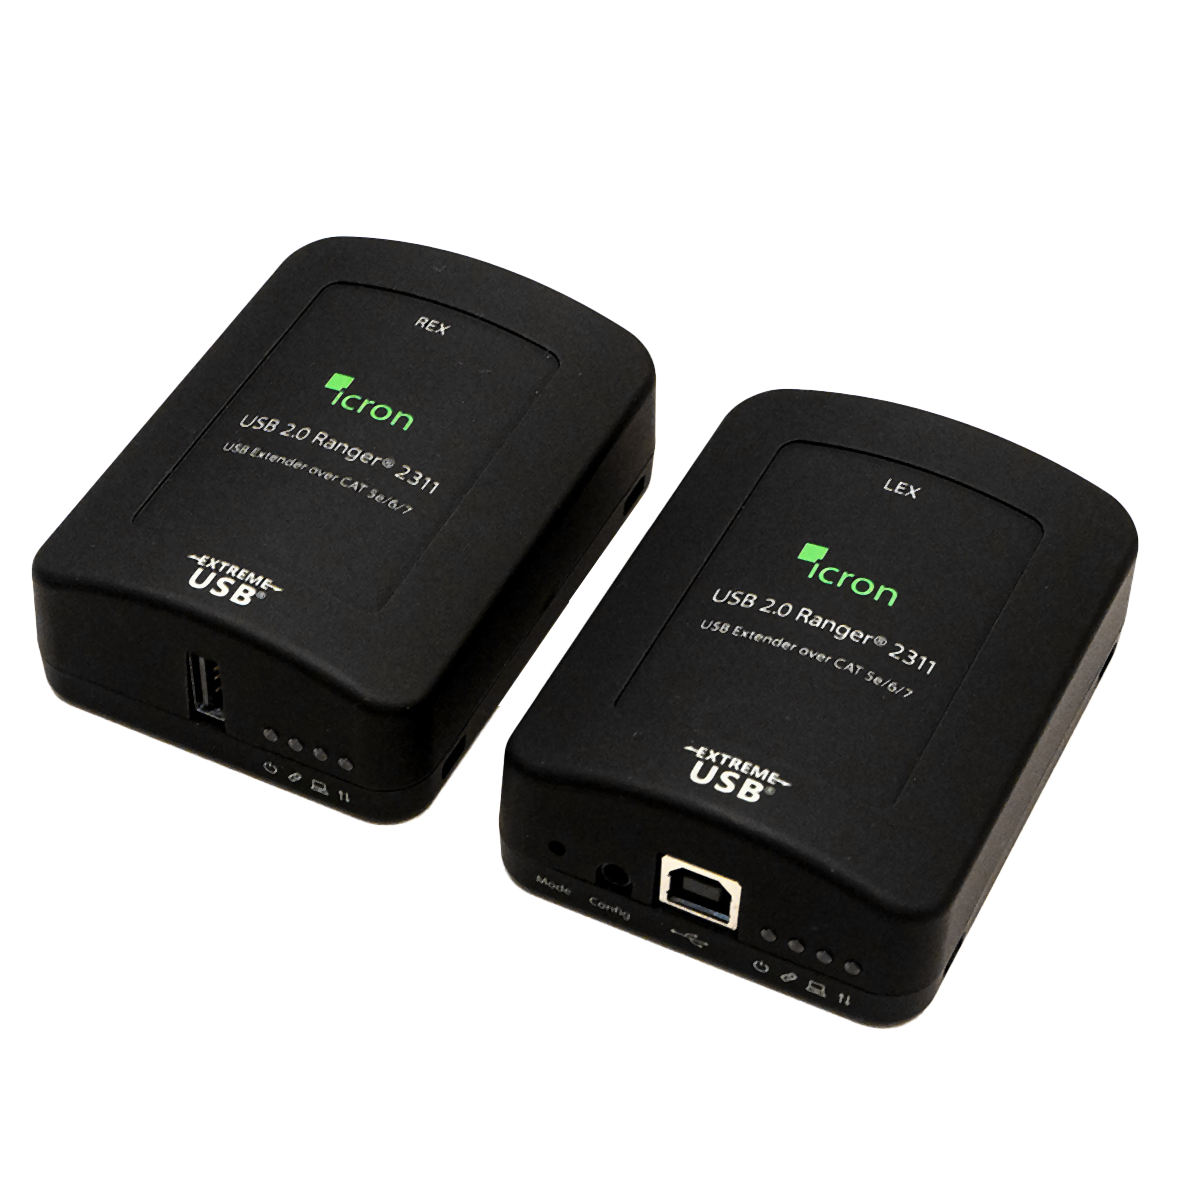 REX
icron
USB 2.0 Ranger® 2311
USB Extender over CAT 5e/6/7
EXTREME
USB®
LEX
icron
USB 2.0 Ranger® 2311
USB Extender over CAT 5e/6/7
EXTREME
USB®
Mode
Config